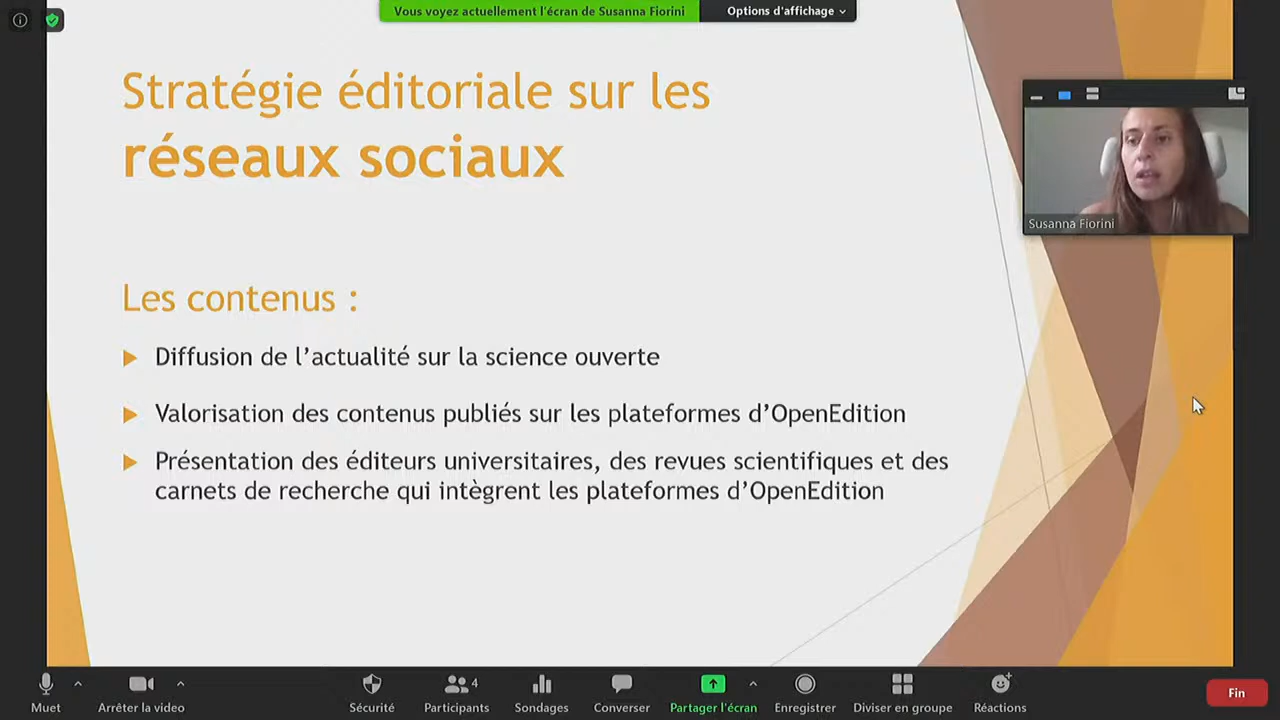 Vous voyez actuellement l'écran de Susanna Fiorini
Options d'affichage
Stratégie éditoriale sur les
réseaux sociaux
Susanna Fiorini
Les contenus :
Diffusion de l’actualité sur la science ouverte
Valorisation des contenus publiés sur les plateformes d’OpenEdition
Présentation des éditeurs universitaires, des revues scientifiques et des
carnets de recherche qui intègrent les plateformes d’OpenEdition
Muet
Arrêter la video
Sécurité
Participants
4
Sondages
Converser
Partager l'écran
Enregistrer
Diviser en groupe
Réactions
Fin